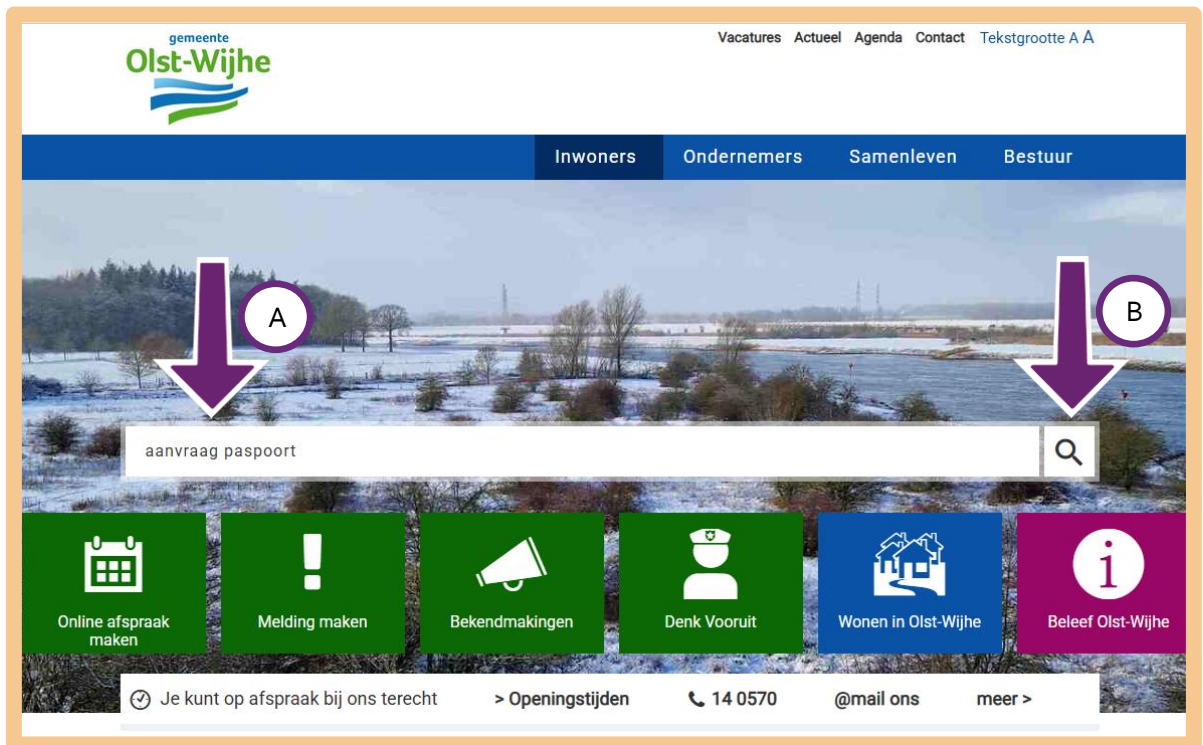 gemeente
Olst-Wijhe
Vacatures Actueel Agenda Contact Tekstgrootte A A
Inwoners Ondernemers Samenleven Bestuur
A
B
aanvraag paspoort
Online afspraak
maken
Melding maken
Bekendmakingen
Denk Vooruit
Wonen in Olst-Wijhe
i
Beleef Olst-Wijhe
Je kunt op afspraak bij ons terecht > Openingstijden 14 0570 @mail ons meer >